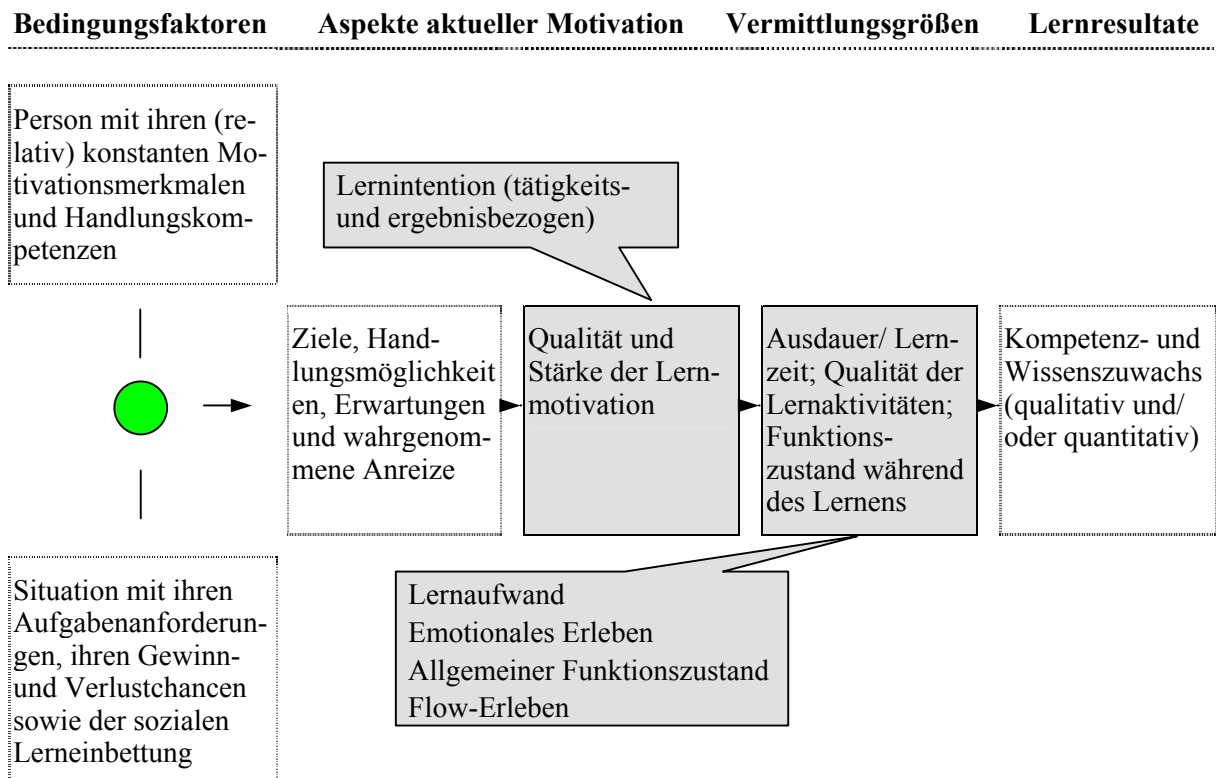 Bedingungsfaktoren Aspekte aktueller Motivation Vermittlungsgrößen Lernresultate
Person mit ihren (re-
lativ) konstanten Mo-
tivationsmerkmalen
und Handlungskom-
petenzen
Lernintention (tätigkeits-
und ergebnisbezogen)
Ziele, Hand-
lungsmöglichkeit
en, Erwartungen
und wahrgenom-
mene Anreize
Qualität und
Stärke der Lern-
motivation
Ausdauer/ Lern-
zeit; Qualität der
Lernaktivitäten;
Funktions-
zustand während
des Lernens
Kompetenz- und
Wissenszuwachs
(qualitativ und/
oder quantitativ)
Situation mit ihren
Aufgabenanforderun-
gen, ihren Gewinn-
und Verlustchancen
sowie der sozialen
Lerneinbettung
Lernaufwand
Emotionales Erleben
Allgemeiner Funktionszustand
Flow-Erleben